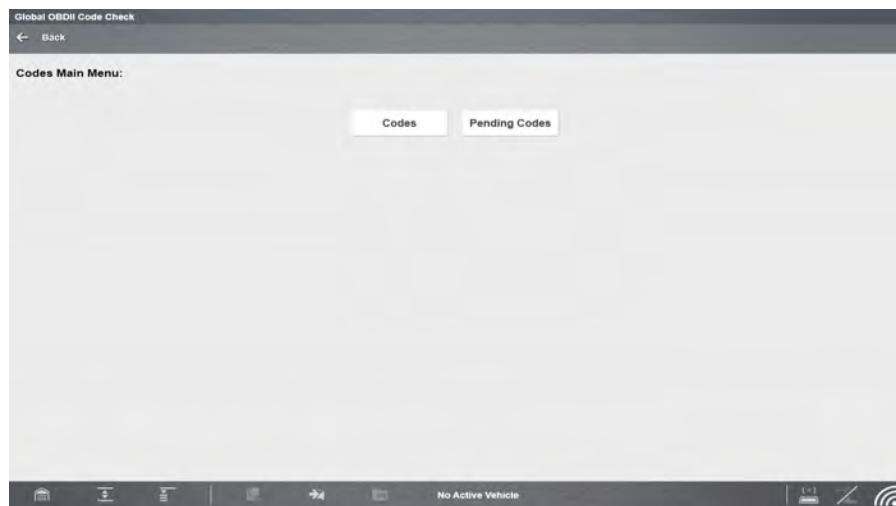 Global OBDII Code Check
Back
Codes Main Menu:
Codes Pending Codes
No Active Vehicle